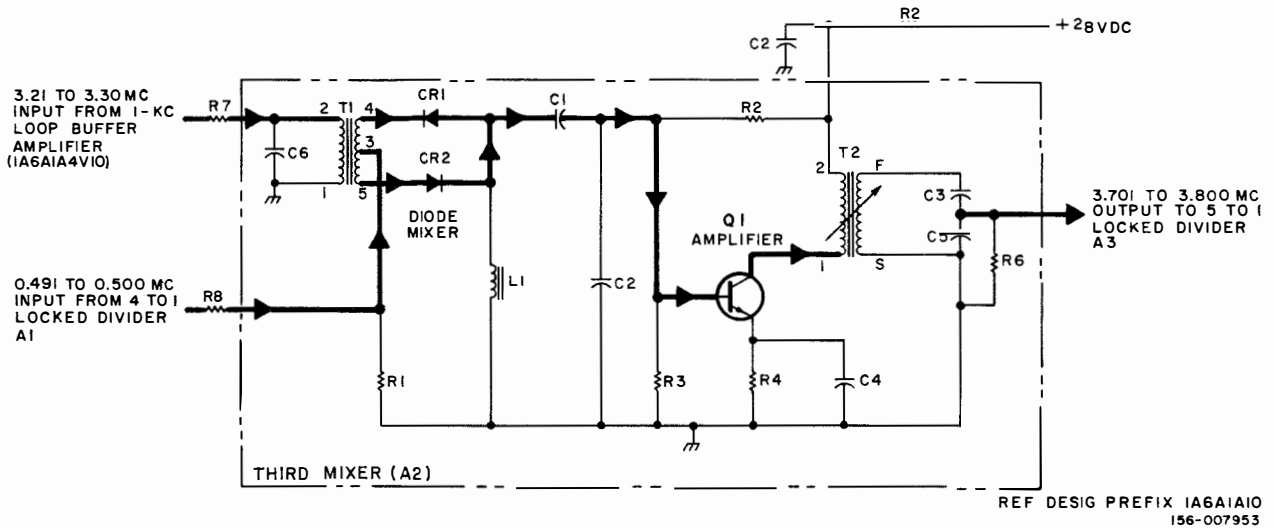 R2
+28VDC
C2
3.21 TO 3.30 MC
INPUT FROM 1-KC
LOOP BUFFER
AMPLIFIER
(1A6A1A4V10)
R7
2 T1 4
CR1
C1
R2
3
C6
CR2
1
5
DIODE
MIXER
T2
2
F
C3
C5
3.701 TO 3.800 MC
OUTPUT TO 5 TO 1
LOCKED DIVIDER
A3
Q1
AMPLIFIER
1
S
R6
0.491 TO 0.500 MC
INPUT FROM 4 TO 1
LOCKED DIVIDER
A1
R8
L1
C2
R1
R3
R4
C4
THIRD MIXER (A2)
REF DESIG PREFIX 1A6A1A10
156-007953